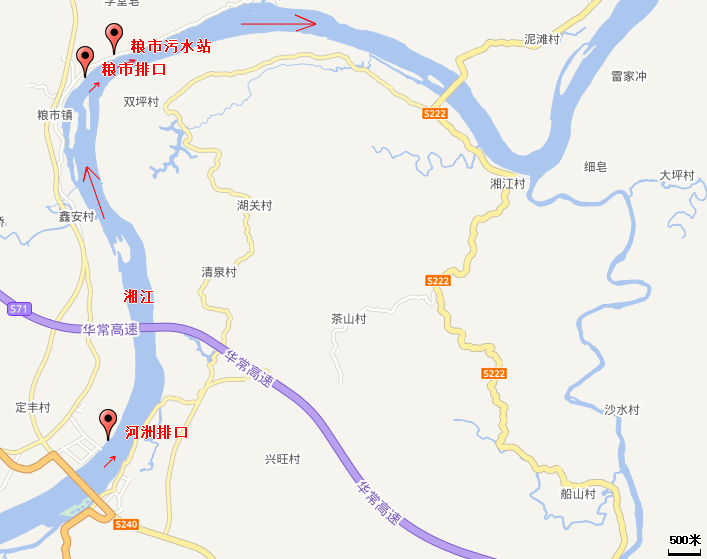 学堂皂
泥滩村
粮市污水站
粮市排口
雷家冲
双坪村
粮市镇
S222
细皂
大坪村
湘江村
湖关村
鑫安村
桥
清泉村
S222
湘江
S71
茶山村
华常高速
华常高速
S222
定丰村
沙水村
河洲排口
兴旺村
华常高速
船山村
S240
500米